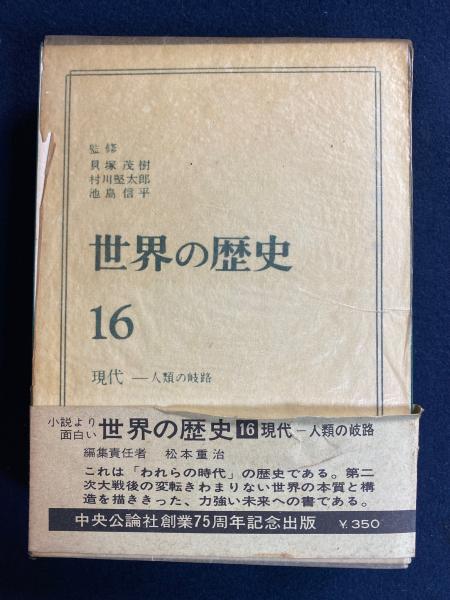 監修
貝塚茂樹
村川堅太郎
池島信平
世界の歴史
16
現代 ―人類の岐路
小説より
面白い
世界の歴史 16 現代―人類の岐路
編集責任者 松本重治
これは「われらの時代」の歴史である。第二
次大戦後の変転きわまりない世界の本質と構
造を描ききった、力強い未来への書である。
中央公論社創業75周年記念出版 ¥.350